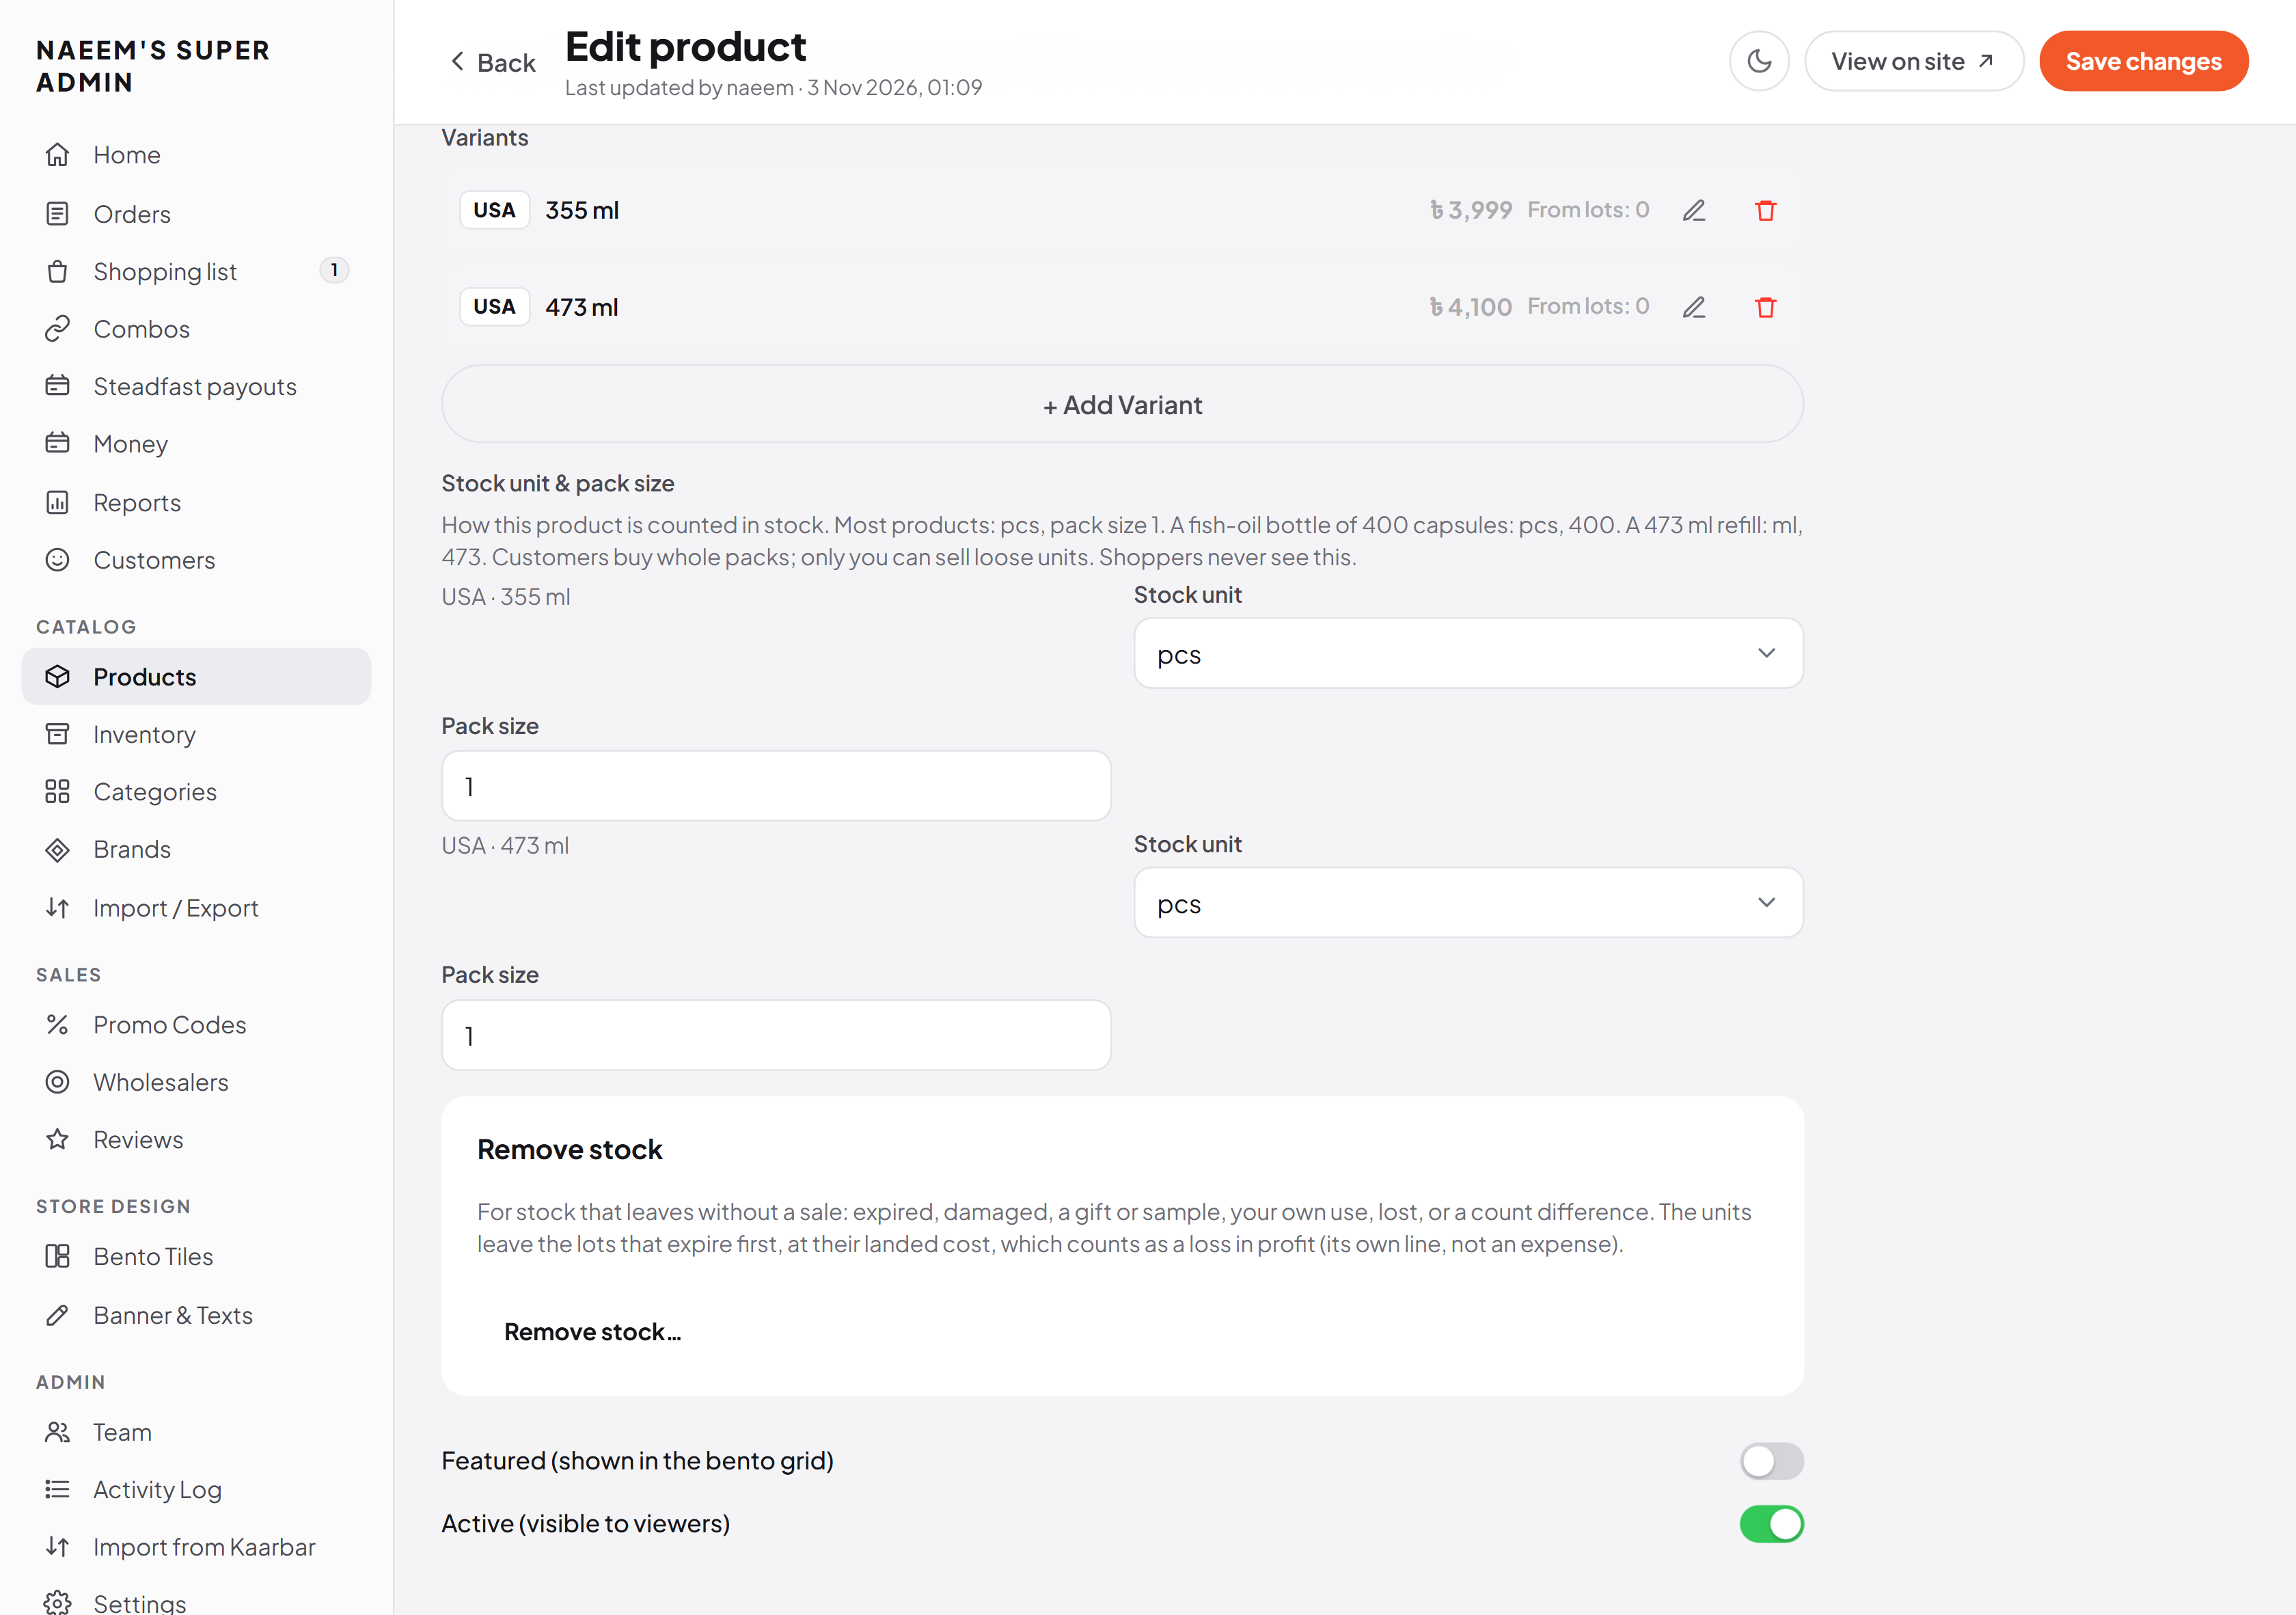 NAEEM'S SUPER
ADMIN
Home
Orders
Shopping list 1
Combos
Steadfast payouts
Money
Reports
Customers
CATALOG
Products
Inventory
Categories
Brands
Import / Export
SALES
Promo Codes
Wholesalers
Reviews
STORE DESIGN
Bento Tiles
Banner & Texts
ADMIN
Team
Activity Log
Import from Kaarbar
Settings
Back
Edit product
Last updated by naeem · 3 Nov 2026, 01:09
View on site ↗
Save changes
Variants
USA 355 ml ৳ 3,999 From lots: 0
USA 473 ml ৳ 4,100 From lots: 0
+ Add Variant
Stock unit & pack size
How this product is counted in stock. Most products: pcs, pack size 1. A fish-oil bottle of 400 capsules: pcs, 400. A 473 ml refill: ml,
473. Customers buy whole packs; only you can sell loose units. Shoppers never see this.
USA · 355 ml
Stock unit
pcs
Pack size
1
USA · 473 ml
Stock unit
pcs
Pack size
1
Remove stock
For stock that leaves without a sale: expired, damaged, a gift or sample, your own use, lost, or a count difference. The units
leave the lots that expire first, at their landed cost, which counts as a loss in profit (its own line, not an expense).
Remove stock…
Featured (shown in the bento grid)
Active (visible to viewers)